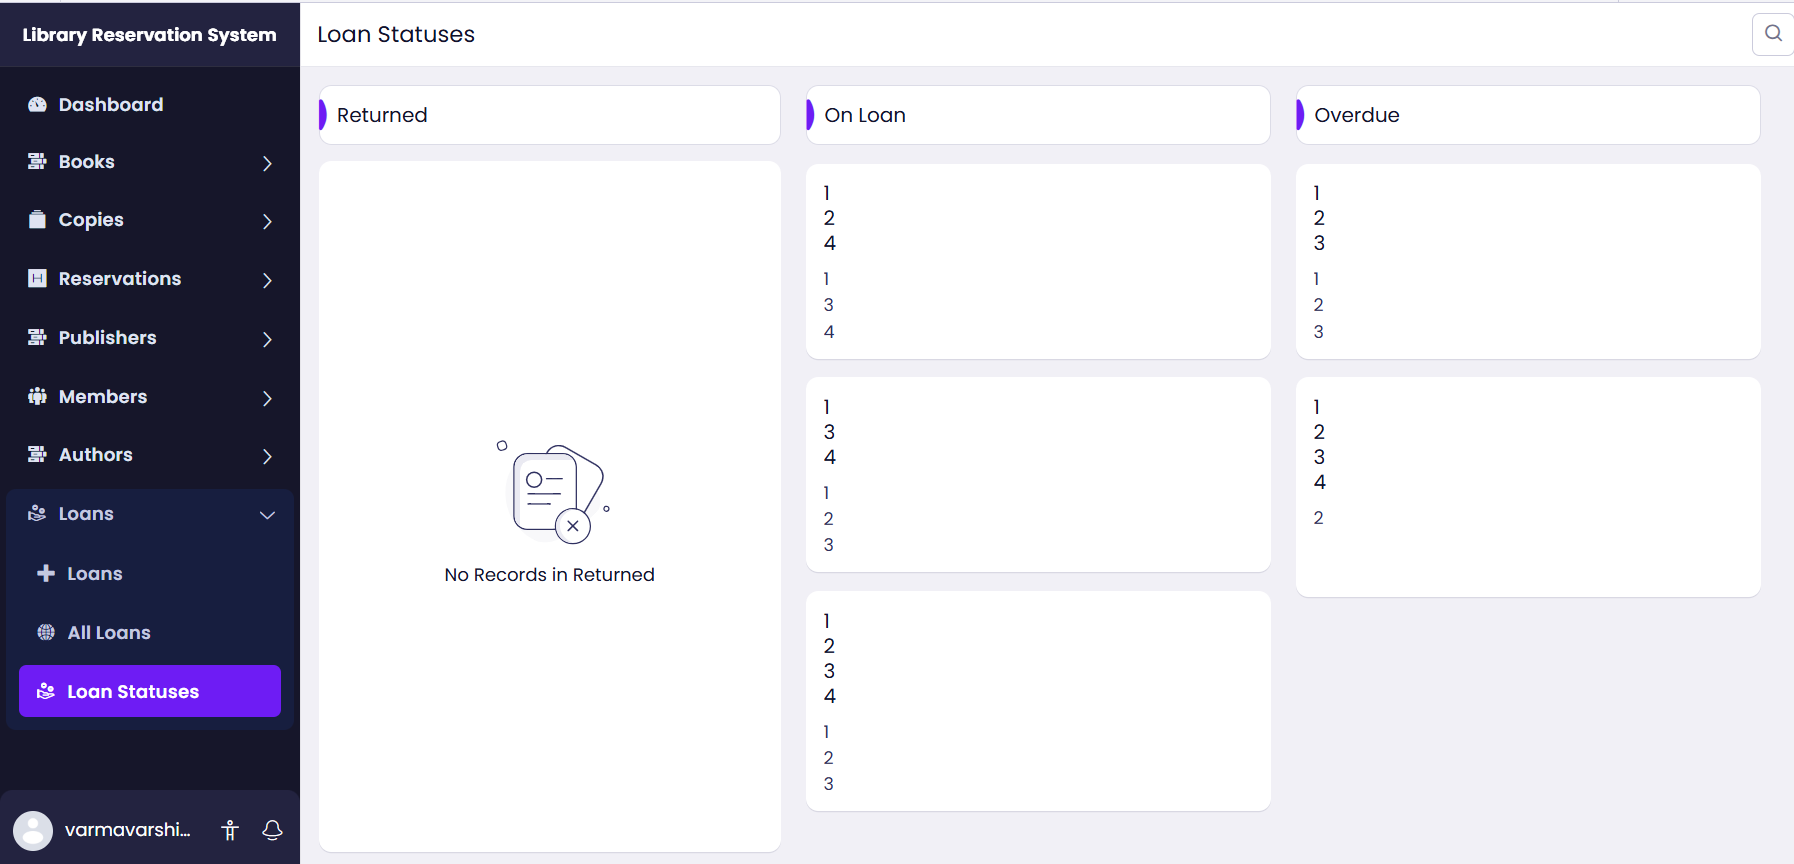 Library Reservation System
Dashboard
Books
Copies
Reservations
Publishers
Members
Authors
Loans
Loans
All Loans
Loan Statuses
varmavarshi...
Loan Statuses
Returned
No Records in Returned
On Loan
1
2
4
1
3
4
1
3
4
1
2
3
1
2
3
4
1
2
3
Overdue
1
2
3
1
2
3
1
2
3
4
2